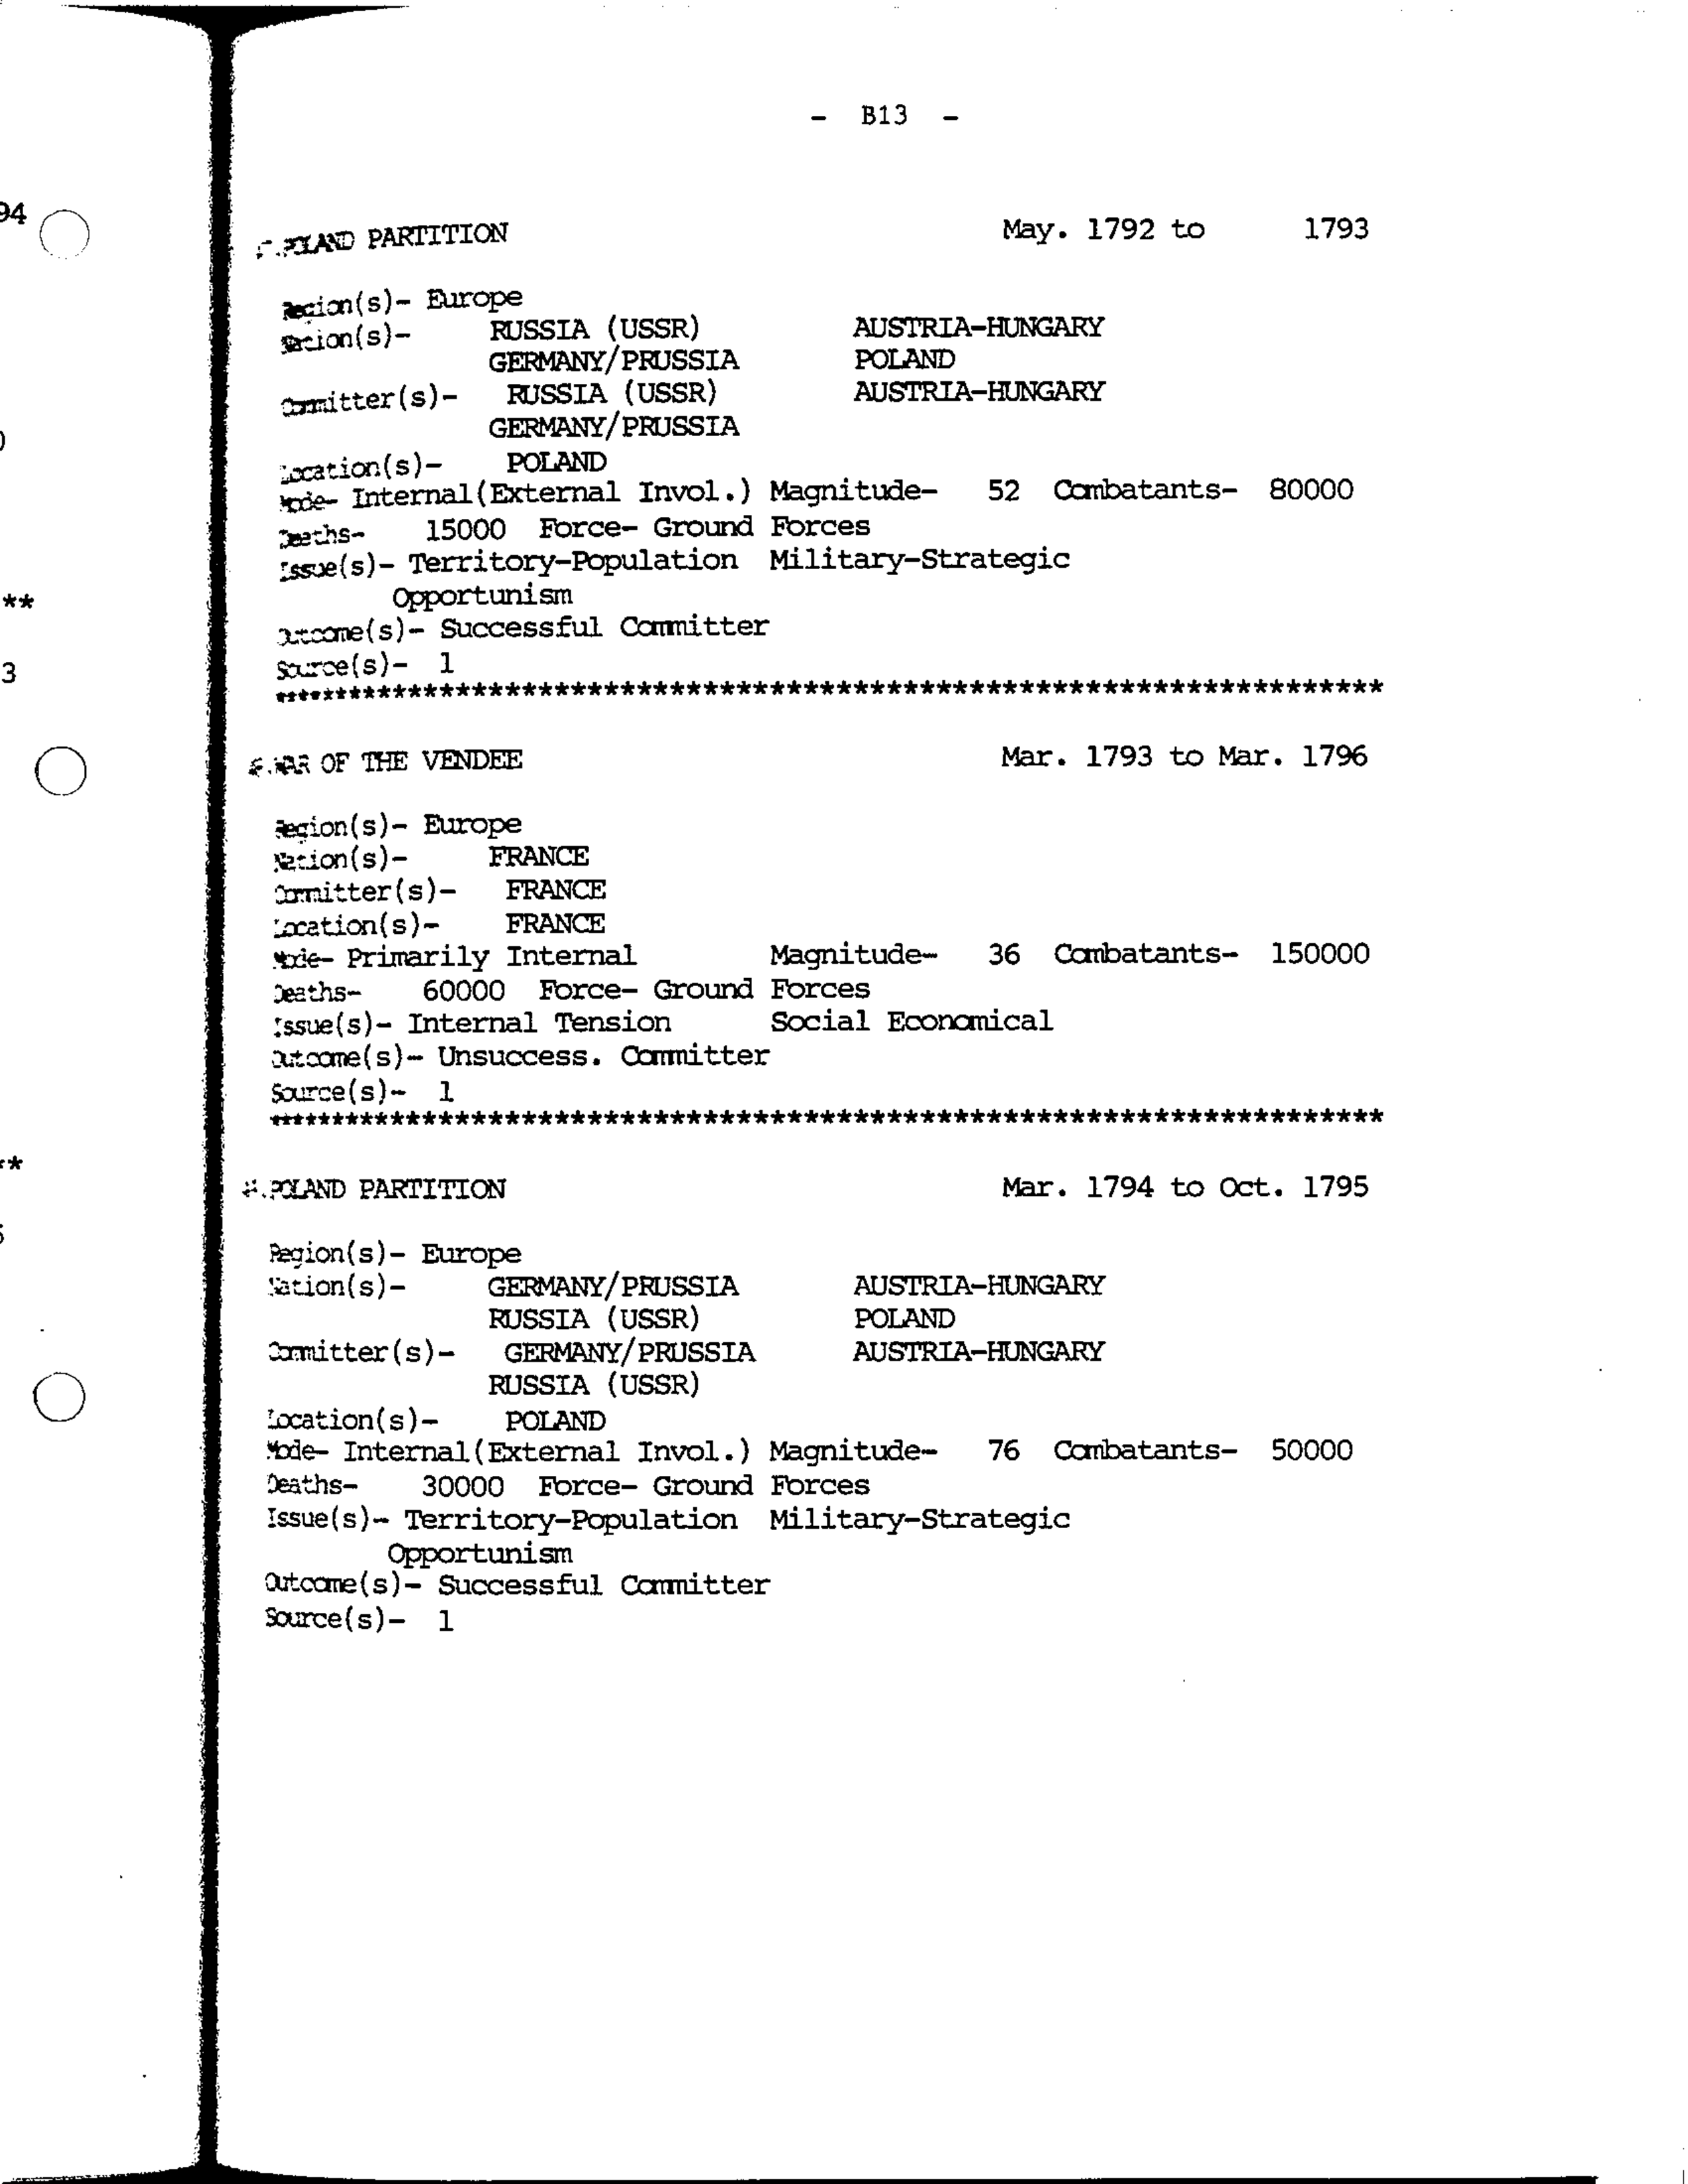 - B13 -
94
POLAND PARTITION May. 1792 to 1793
Region(s)- Europe
Nation(s)- RUSSIA (USSR) AUSTRIA-HUNGARY
GERMANY/PRUSSIA POLAND
Committer(s)- RUSSIA (USSR) AUSTRIA-HUNGARY
GERMANY/PRUSSIA
Location(s)- POLAND
Mode- Internal(External Invol.) Magnitude- 52 Combatants- 80000
Deaths- 15000 Force- Ground Forces
Issue(s)- Territory-Population Military-Strategic
Opportunism
**
Outcome(s)- Successful Committer
Source(s)- 1
3
*******************************************************************
WAR OF THE VENDEE Mar. 1793 to Mar. 1796
Region(s)- Europe
Nation(s)- FRANCE
Committer(s)- FRANCE
Location(s)- FRANCE
Mode- Primarily Internal Magnitude- 36 Combatants- 150000
Deaths- 60000 Force- Ground Forces
Issue(s)- Internal Tension Social Economical
Outcome(s)- Unsuccess. Committer
Source(s)- 1
*******************************************************************
**
POLAND PARTITION Mar. 1794 to Oct. 1795
Region(s)- Europe
Nation(s)- GERMANY/PRUSSIA AUSTRIA-HUNGARY
RUSSIA (USSR) POLAND
Committer(s)- GERMANY/PRUSSIA AUSTRIA-HUNGARY
RUSSIA (USSR)
Location(s)- POLAND
Mode- Internal(External Invol.) Magnitude- 76 Combatants- 50000
Deaths- 30000 Force- Ground Forces
Issue(s)- Territory-Population Military-Strategic
Opportunism
Outcome(s)- Successful Committer
Source(s)- 1